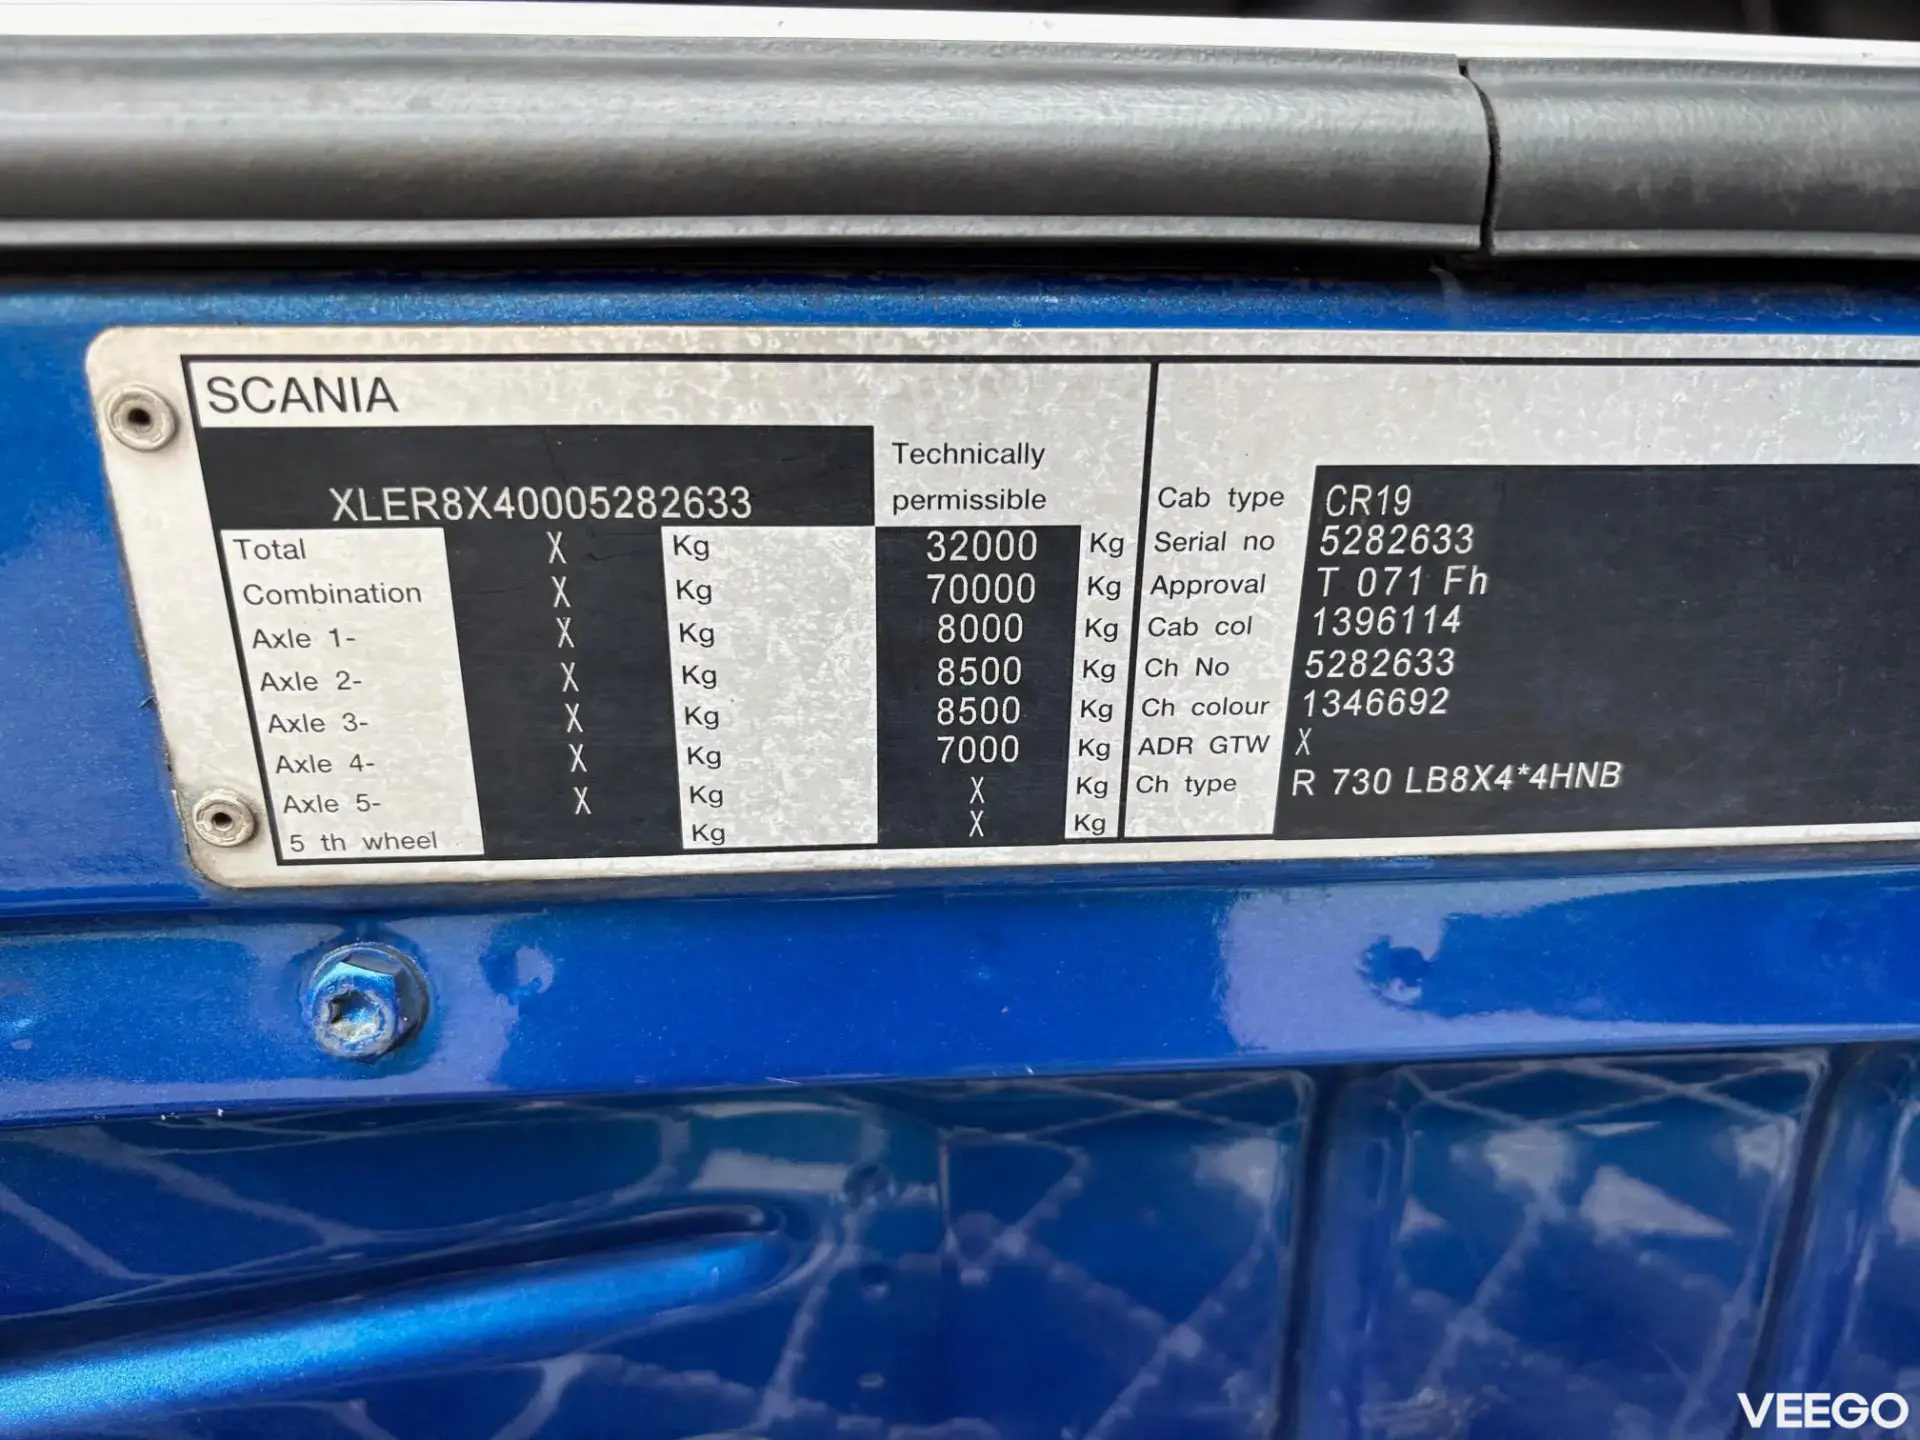 SCANIA
XLER8X40005282633
Technically
permissible
Total X Kg 32000 Kg
Combination X Kg 70000 Kg
Axle 1- X Kg 8000 Kg
Axle 2- X Kg 8500 Kg
Axle 3- X Kg 8500 Kg
Axle 4- X Kg 7000 Kg
Axle 5- X Kg X Kg
5 th wheel Kg X Kg
Cab type CR19
Serial no 5282633
Approval T 071 Fh
Cab col 1396114
Ch No 5282633
Ch colour 1346692
ADR GTW X
Ch type R 730 LB8X4*4HNB
VEEGO